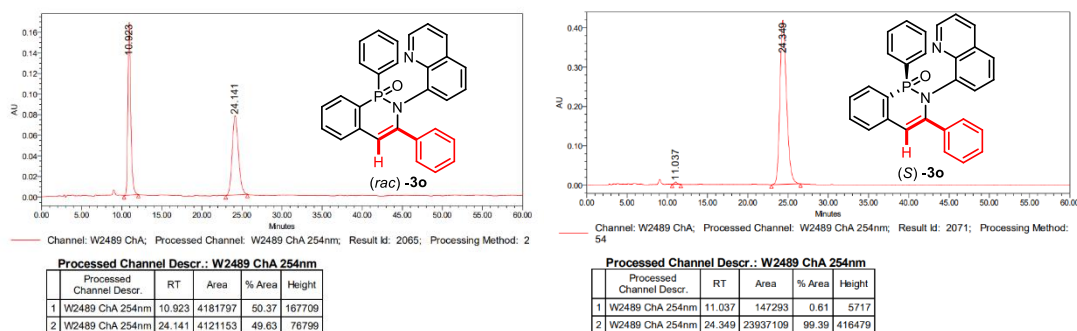 0.16
0.14
0.12
0.10
0.08
0.06
0.04
0.02
0.00
AU
10.923
24.141
N
P
O
N
H
(rac) -3o
0.00 5.00 10.00 15.00 20.00 25.00 30.00 35.00 40.00 45.00 50.00 55.00 60.00
Minutes
Channel: W2489 ChA; Processed Channel: W2489 ChA 254nm; Result Id: 2065; Processing Method: 2
Processed Channel Descr.: W2489 ChA 254nm
Processed Channel Descr. RT Area % Area Height
1 W2489 ChA 254nm 10.923 4181797 50.37 167709
2 W2489 ChA 254nm 24.141 4121153 49.63 76799
0.40
0.30
0.20
0.10
0.00
AU
11.037
24.349
N
P
O
N
H
(S) -3o
0.00 5.00 10.00 15.00 20.00 25.00 30.00 35.00 40.00 45.00 50.00 55.00 60.00
Minutes
Channel: W2489 ChA; Processed Channel: W2489 ChA 254nm; Result Id: 2071; Processing Method:
54
Processed Channel Descr.: W2489 ChA 254nm
Processed Channel Descr. RT Area % Area Height
1 W2489 ChA 254nm 11.037 147293 0.61 5717
2 W2489 ChA 254nm 24.349 23937109 99.39 416479